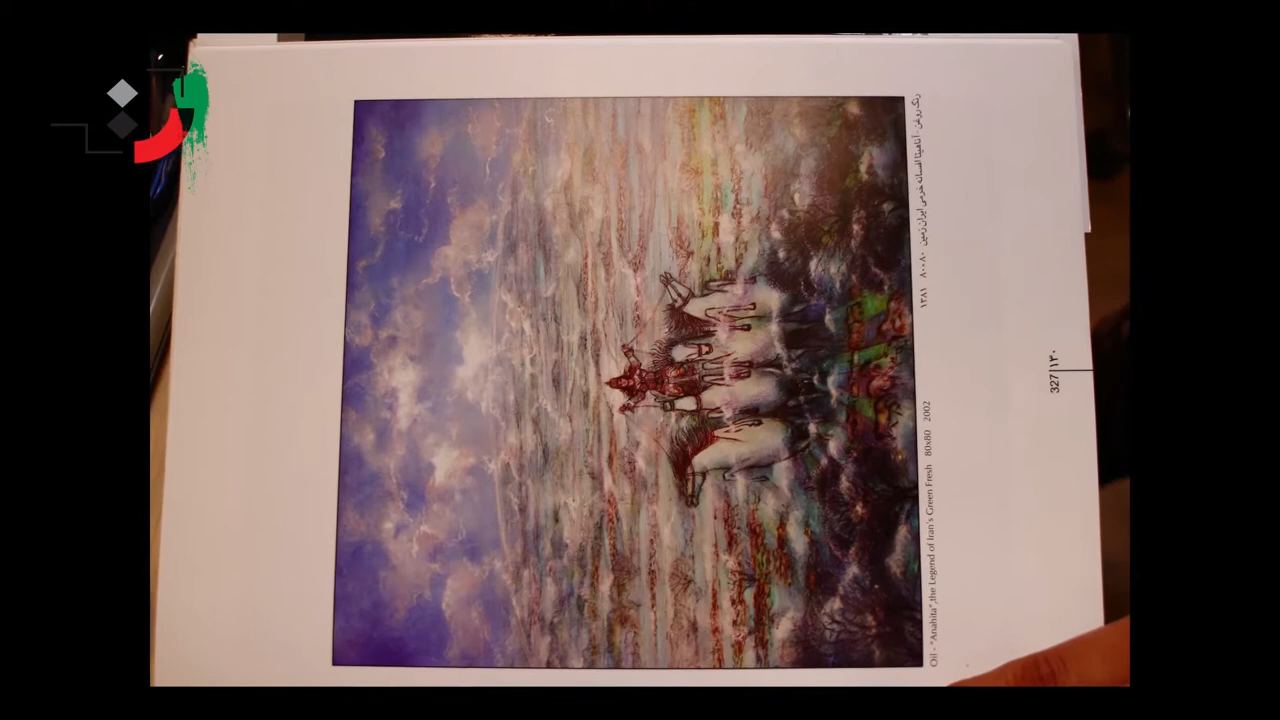 رنگ روغن - آناهیتا افسانه خرمی ایران زمین ۸۰×۸۰ ۱۳۸۱
Oil - "Anahita", the Legend of Iran's Green Fresh 80x80 2002
327 | ۱۳۰